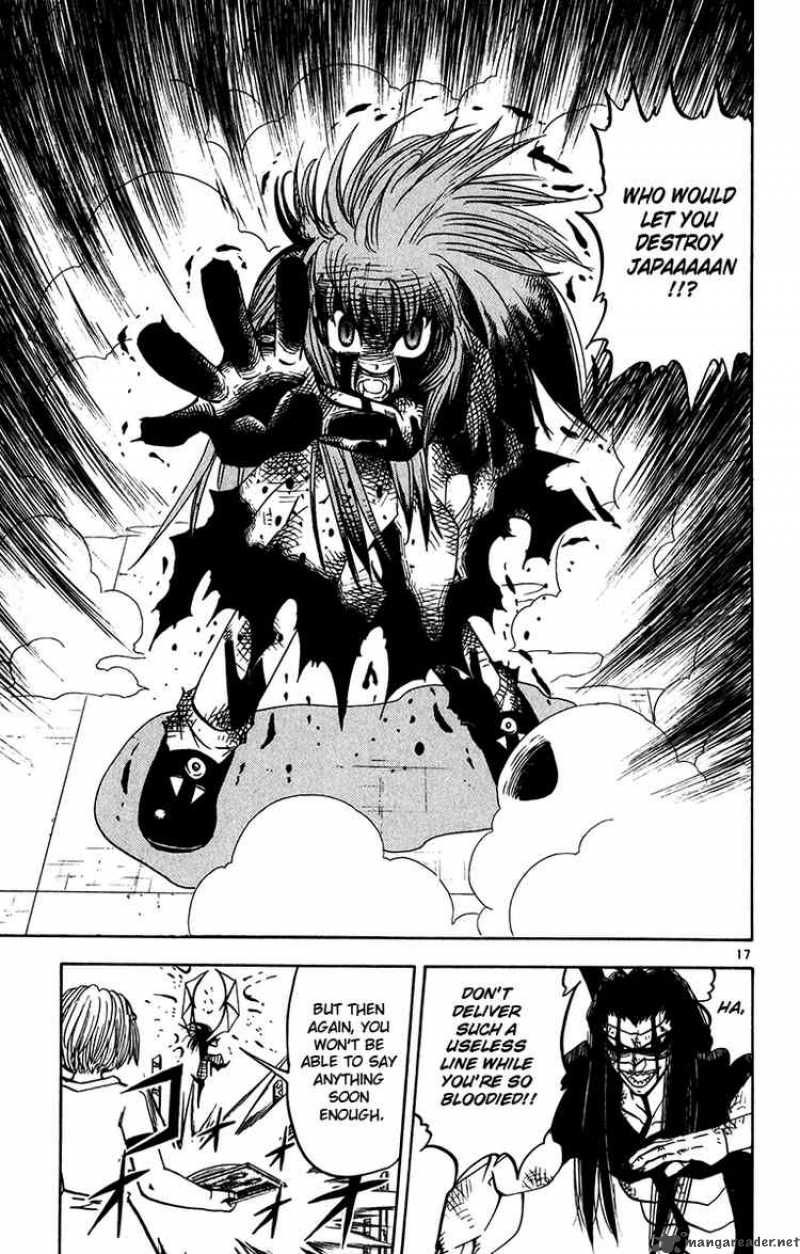 WHO WOULD
LET YOU
DESTROY
JAPAAAAAN
!!?
17
HA,
DON'T
DELIVER
SUCH A
USELESS
LINE WHILE
YOU'RE SO
BLOODIED!!
BUT THEN
AGAIN, YOU
WON'T BE
ABLE TO SAY
ANYTHING
SOON
ENOUGH.
mangareader.net